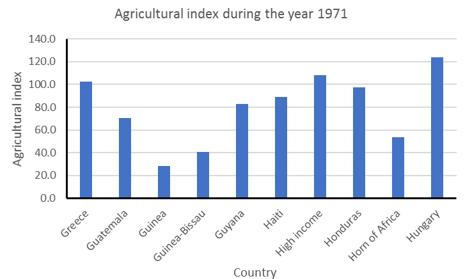 Agricultural index during the year 1971
Agricultural index
140.0
120.0
100.0
80.0
60.0
40.0
20.0
0.0
Greece
Guatemala
Guinea
Guinea-Bissau
Guyana
Haiti
High income
Honduras
Horn of Africa
Hungary
Country